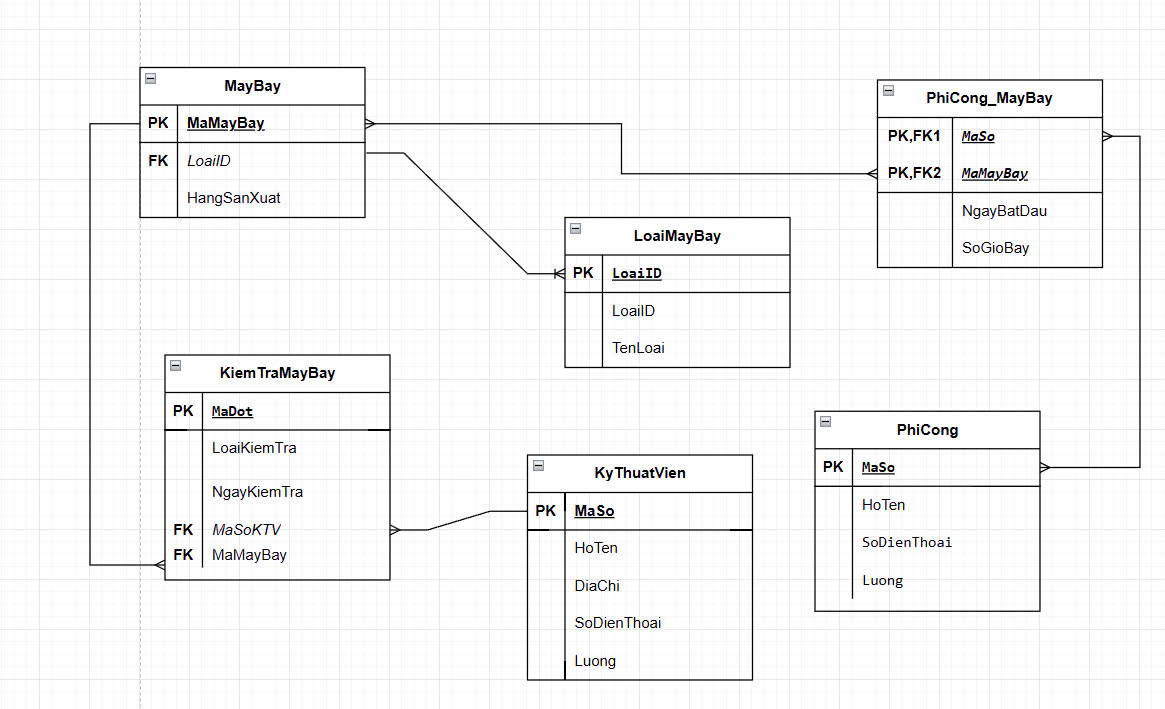 MayBay
PK MaMayBay
FK LoaiID
HangSanXuat
PhiCong_MayBay
PK,FK1 MaSo
PK,FK2 MaMayBay
NgayBatDau
SoGioBay
LoaiMayBay
PK LoaiID
LoaiID
TenLoai
KiemTraMayBay
PK MaDot
LoaiKiemTra
NgayKiemTra
FK MaSoKTV
FK MaMayBay
KyThuatVien
PK MaSo
HoTen
DiaChi
SoDienThoai
Luong
PhiCong
PK MaSo
HoTen
SoDienThoai
Luong